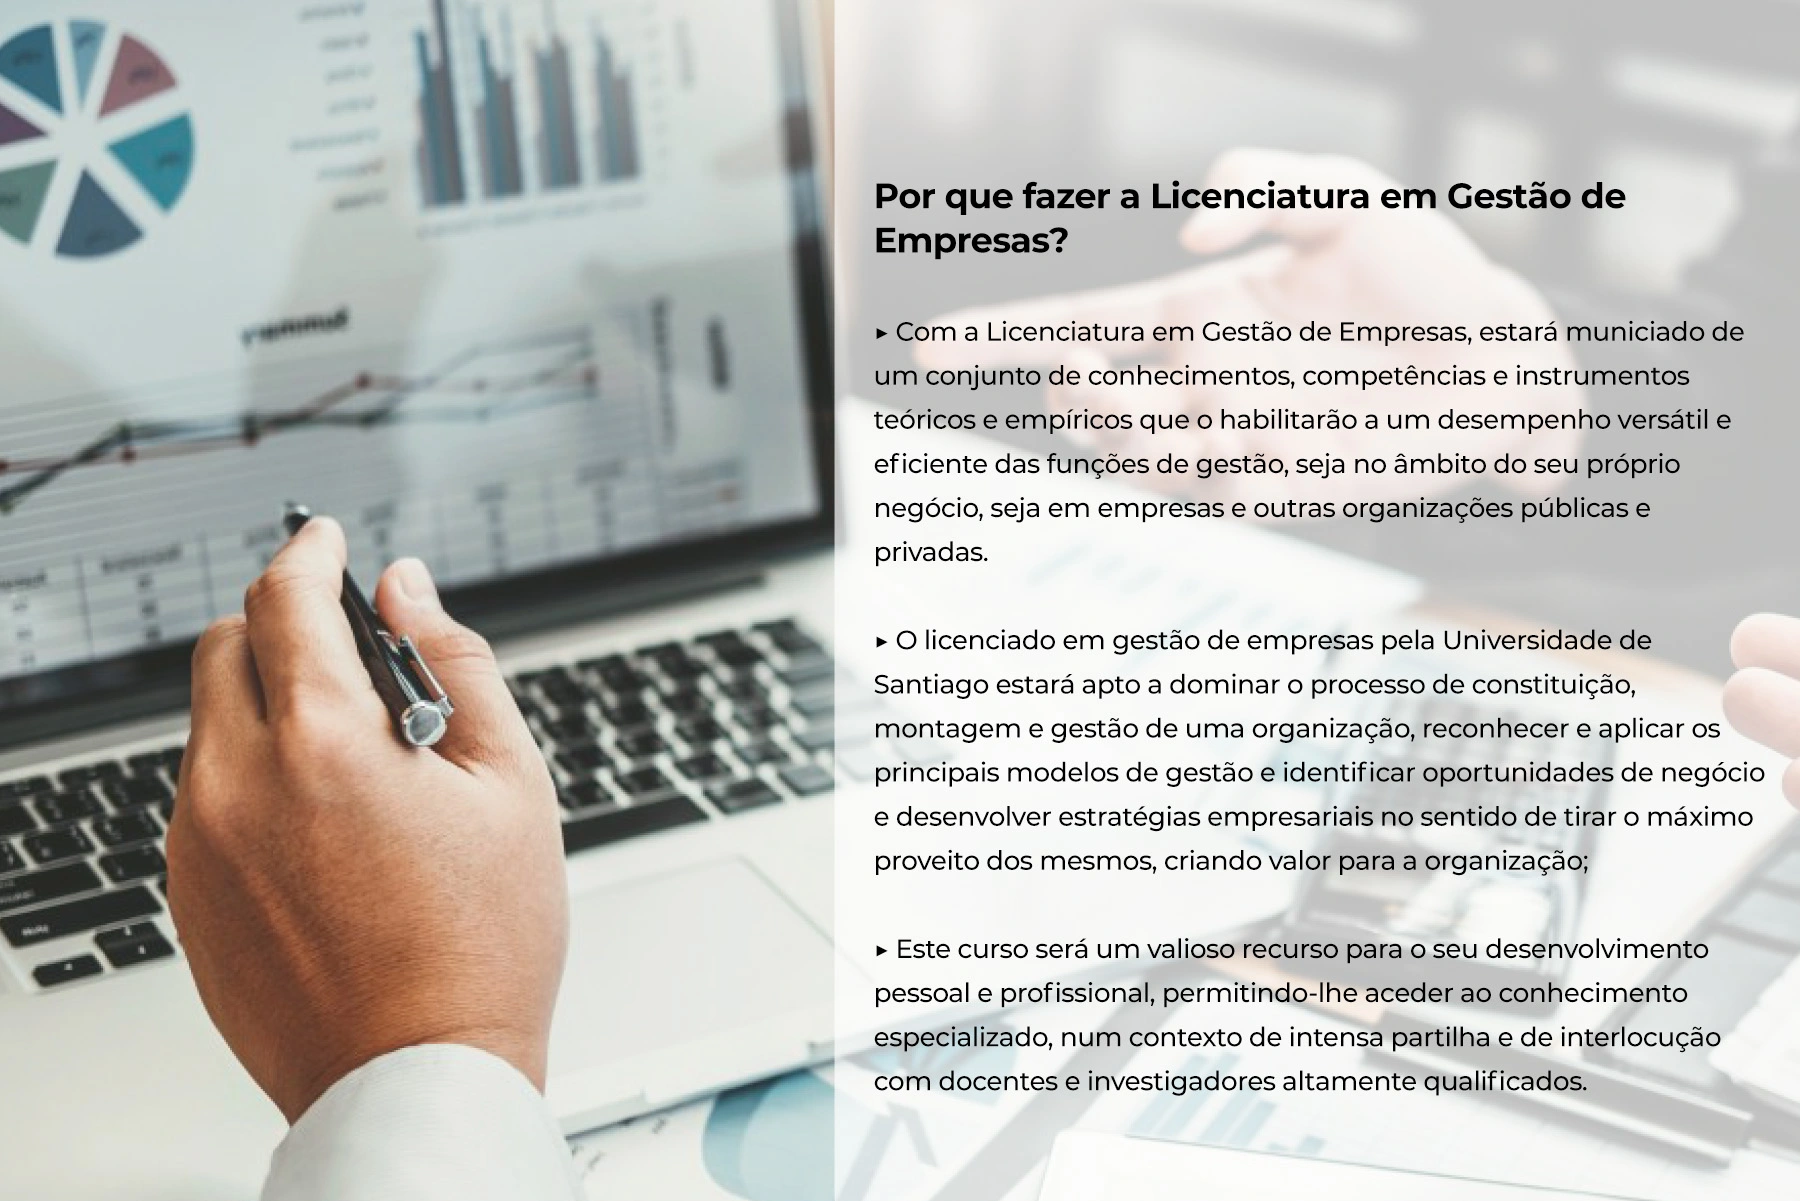 Por que fazer a Licenciatura em Gestão de
Empresas?
▸ Com a Licenciatura em Gestão de Empresas, estará municiado de
um conjunto de conhecimentos, competências e instrumentos
teóricos e empíricos que o habilitarão a um desempenho versátil e
eficiente das funções de gestão, seja no âmbito do seu próprio
negócio, seja em empresas e outras organizações públicas e
privadas.
▸ O licenciado em gestão de empresas pela Universidade de
Santiago estará apto a dominar o processo de constituição,
montagem e gestão de uma organização, reconhecer e aplicar os
principais modelos de gestão e identificar oportunidades de negócio
e desenvolver estratégias empresariais no sentido de tirar o máximo
proveito dos mesmos, criando valor para a organização;
▸ Este curso será um valioso recurso para o seu desenvolvimento
pessoal e profissional, permitindo-lhe aceder ao conhecimento
especializado, num contexto de intensa partilha e de interlocução
com docentes e investigadores altamente qualificados.